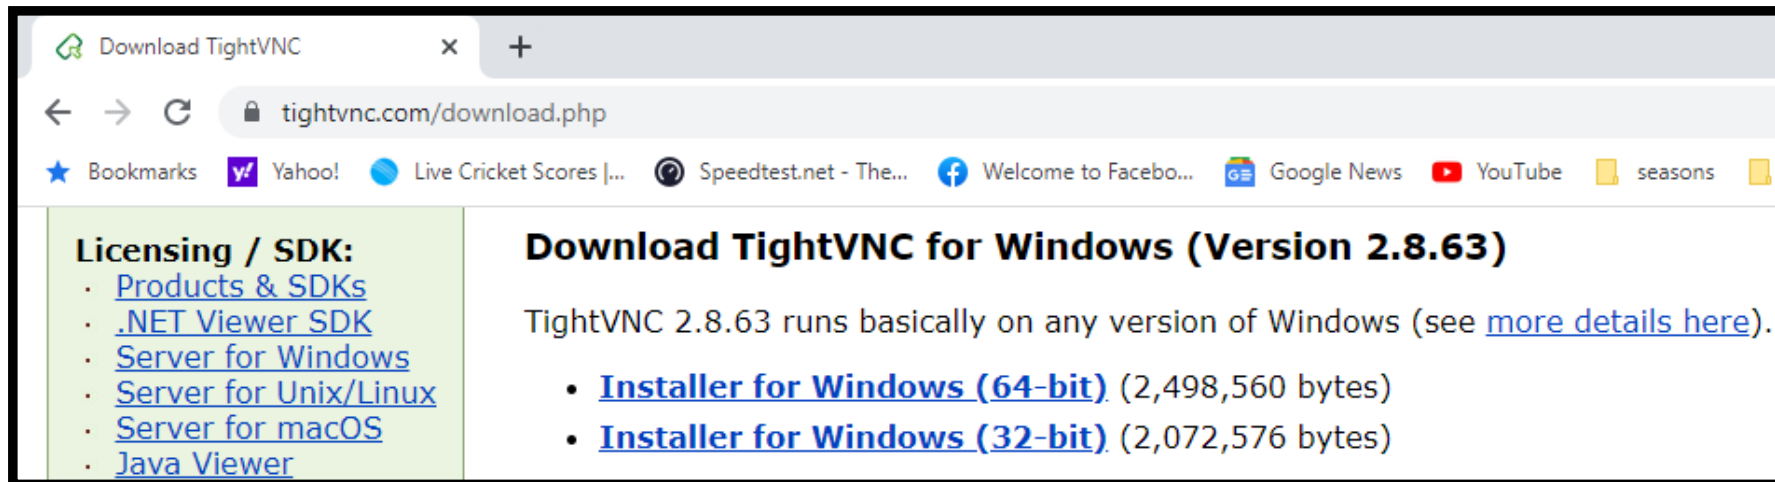 Download TightVNC
tightvnc.com/download.php
Bookmarks Yahoo! Live Cricket Scores |... Speedtest.net - The... Welcome to Facebo... Google News YouTube seasons
Licensing / SDK:
· Products & SDKs
· .NET Viewer SDK
· Server for Windows
· Server for Unix/Linux
· Server for macOS
· Java Viewer
Download TightVNC for Windows (Version 2.8.63)
TightVNC 2.8.63 runs basically on any version of Windows (see more details here).
• Installer for Windows (64-bit) (2,498,560 bytes)
• Installer for Windows (32-bit) (2,072,576 bytes)